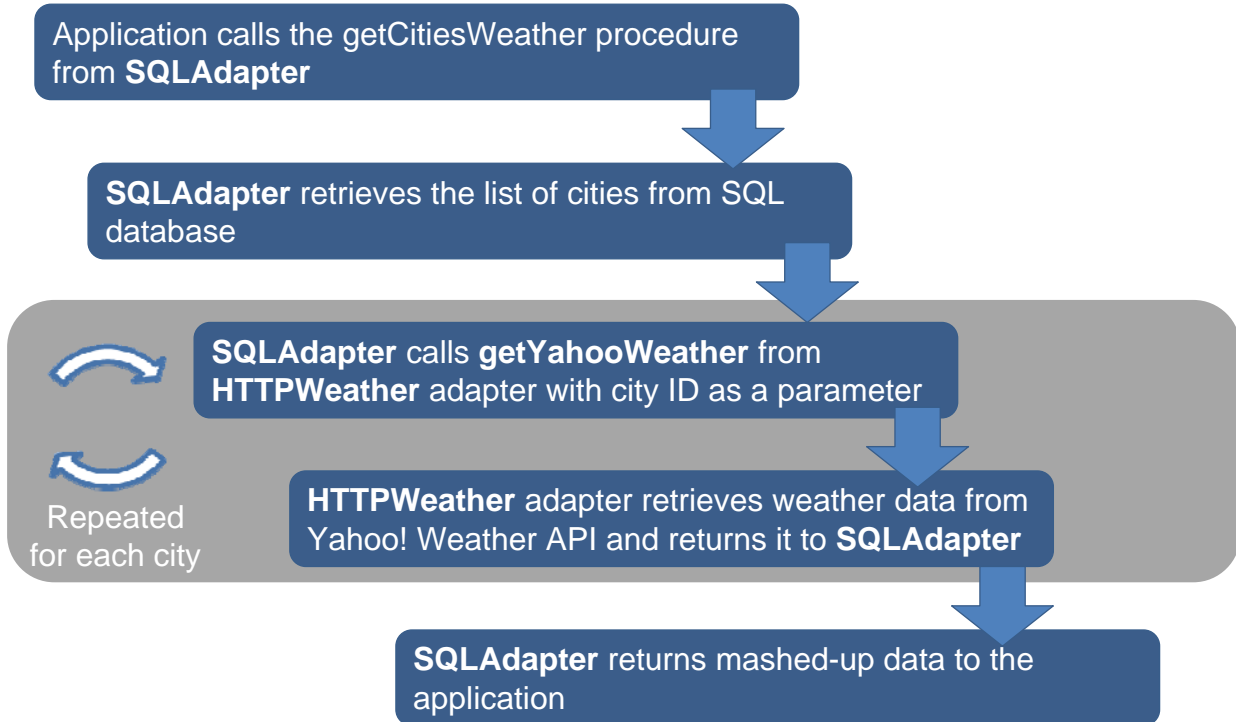 Application calls the getCitiesWeather procedure
from SQLAdapter
SQLAdapter retrieves the list of cities from SQL
database
SQLAdapter calls getYahooWeather from
HTTPWeather adapter with city ID as a parameter
HTTPWeather adapter retrieves weather data from
Yahoo! Weather API and returns it to SQLAdapter
Repeated
for each city
SQLAdapter returns mashed-up data to the
application